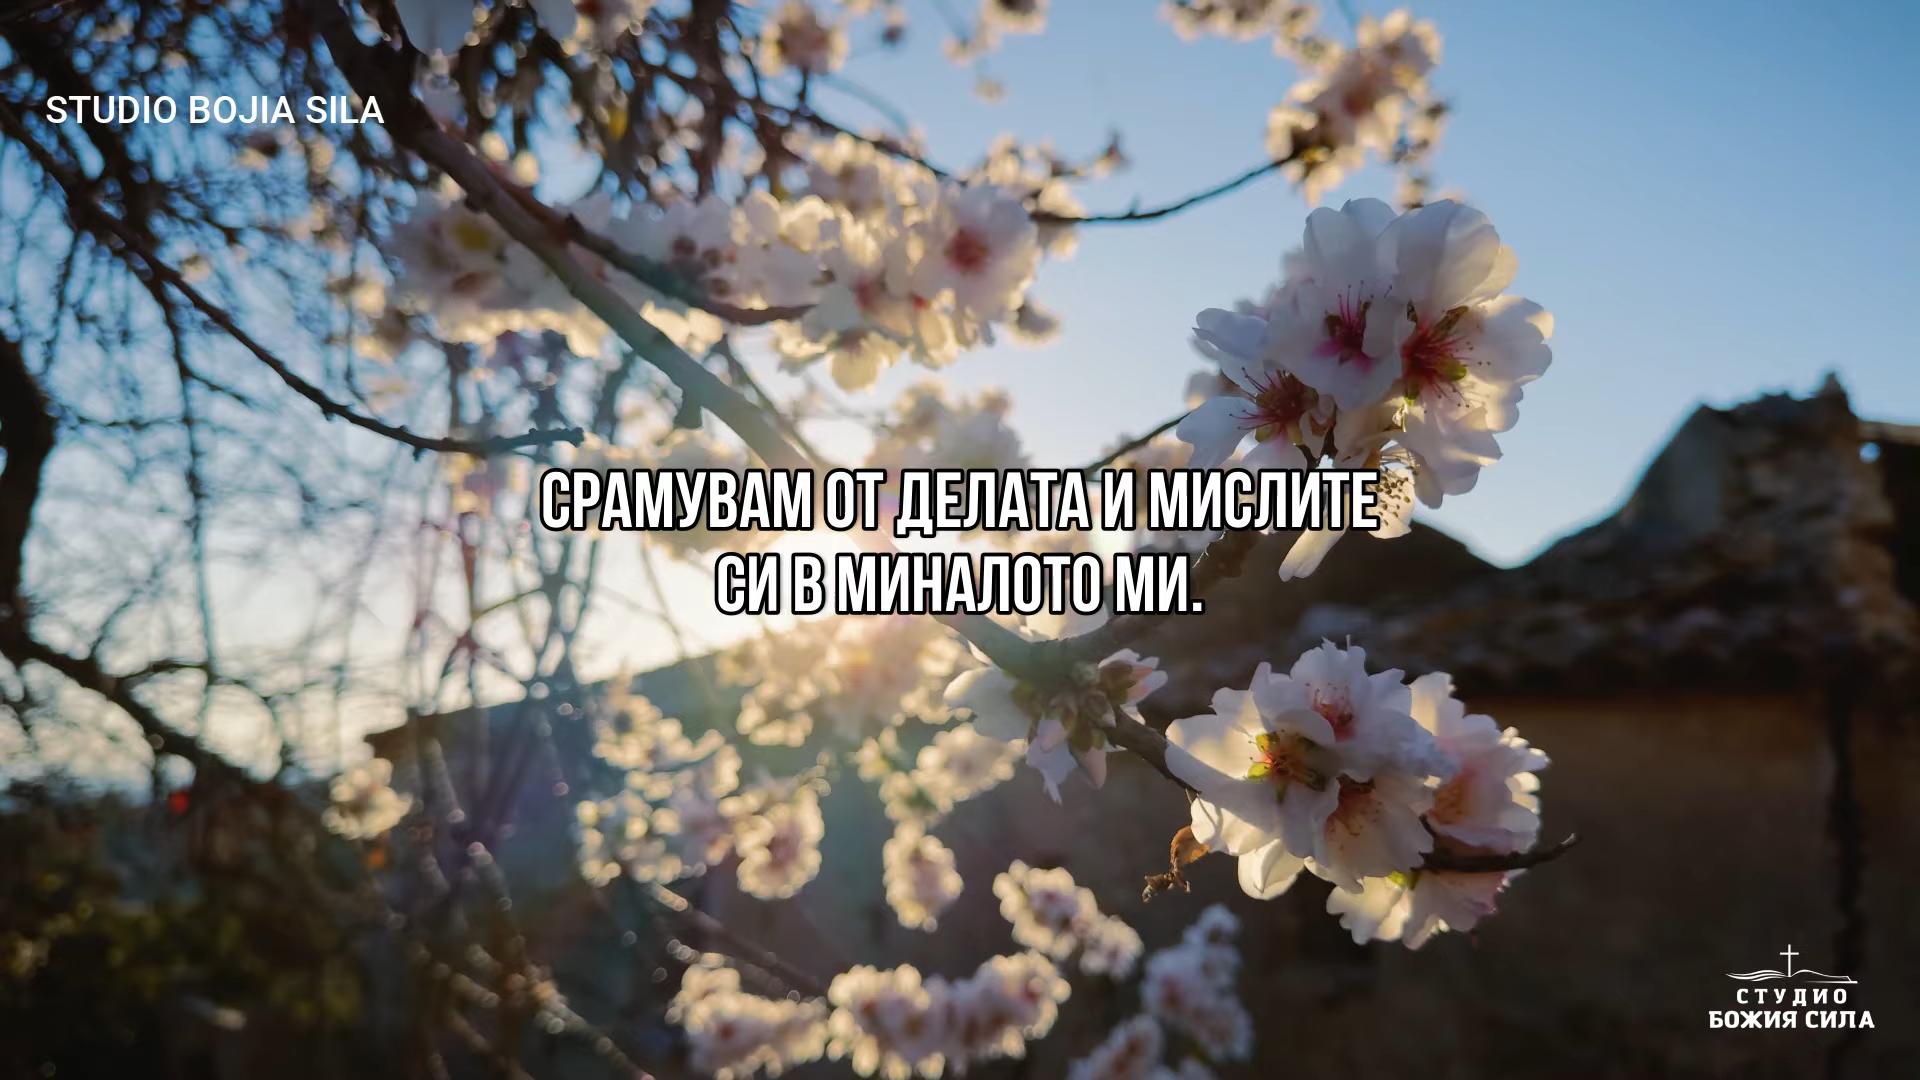 STUDIO BOJIA SILA
СРАМУВАМ ОТ ДЕЛАТА И МИСЛИТЕ
СИ В МИНАЛОТО МИ.
СТУДИО
БОЖИЯ СИЛА